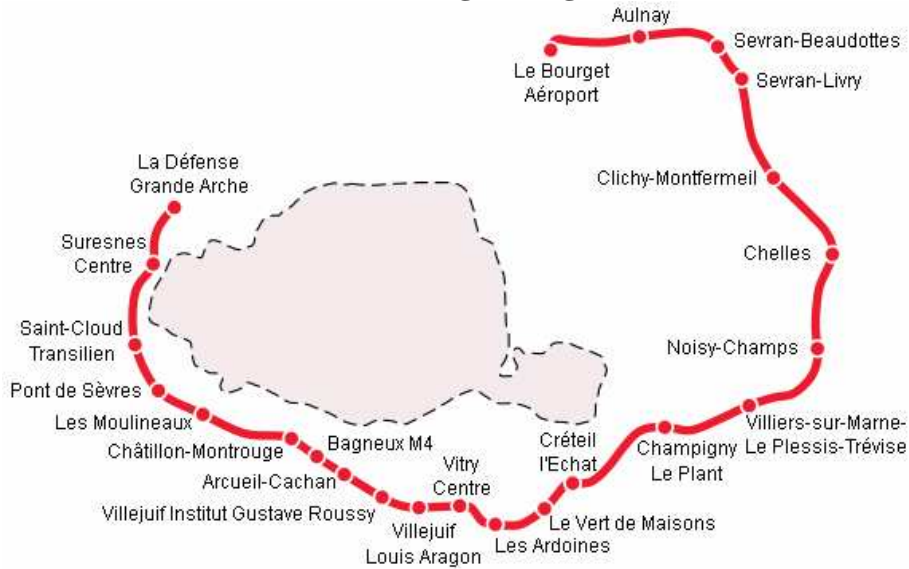 Aulnay
Sevran-Beaudottes
Le Bourget
Aéroport
Sevran-Livry
La Défense
Grande Arche
Clichy-Montfermeil
Suresnes
Centre
Chelles
Saint-Cloud
Transilien
Noisy-Champs
Pont de Sèvres
Les Moulineaux
Châtillon-Montrouge
Bagneux M4
Arcueil-Cachan
Villejuif Institut Gustave Roussy
Villejuif
Louis Aragon
Vitry
Centre
Les Ardoines
Le Vert de Maisons
Créteil
l'Echat
Champigny
Le Plant
Villiers-sur-Marne-
Le Plessis-Trévise